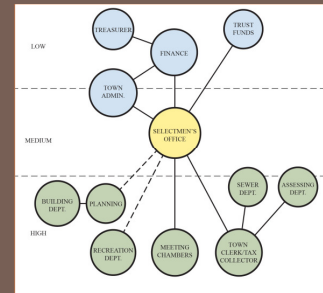 LOW
TREASURER
TRUST
FUNDS
FINANCE
TOWN
ADMIN.
MEDIUM
SELECTMEN'S
OFFICE
HIGH
BUILDING
DEPT.
PLANNING
SEWER
DEPT.
ASSESSING
DEPT.
RECREATION
DEPT.
MEETING
CHAMBERS
TOWN
CLERK/TAX
COLLECTOR